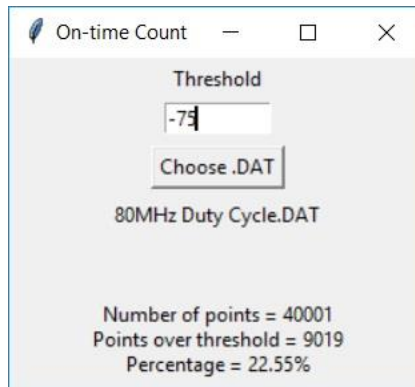 On-time Count
Threshold
-75
Choose .DAT
80MHz Duty Cycle.DAT
Number of points = 40001
Points over threshold = 9019
Percentage = 22.55%